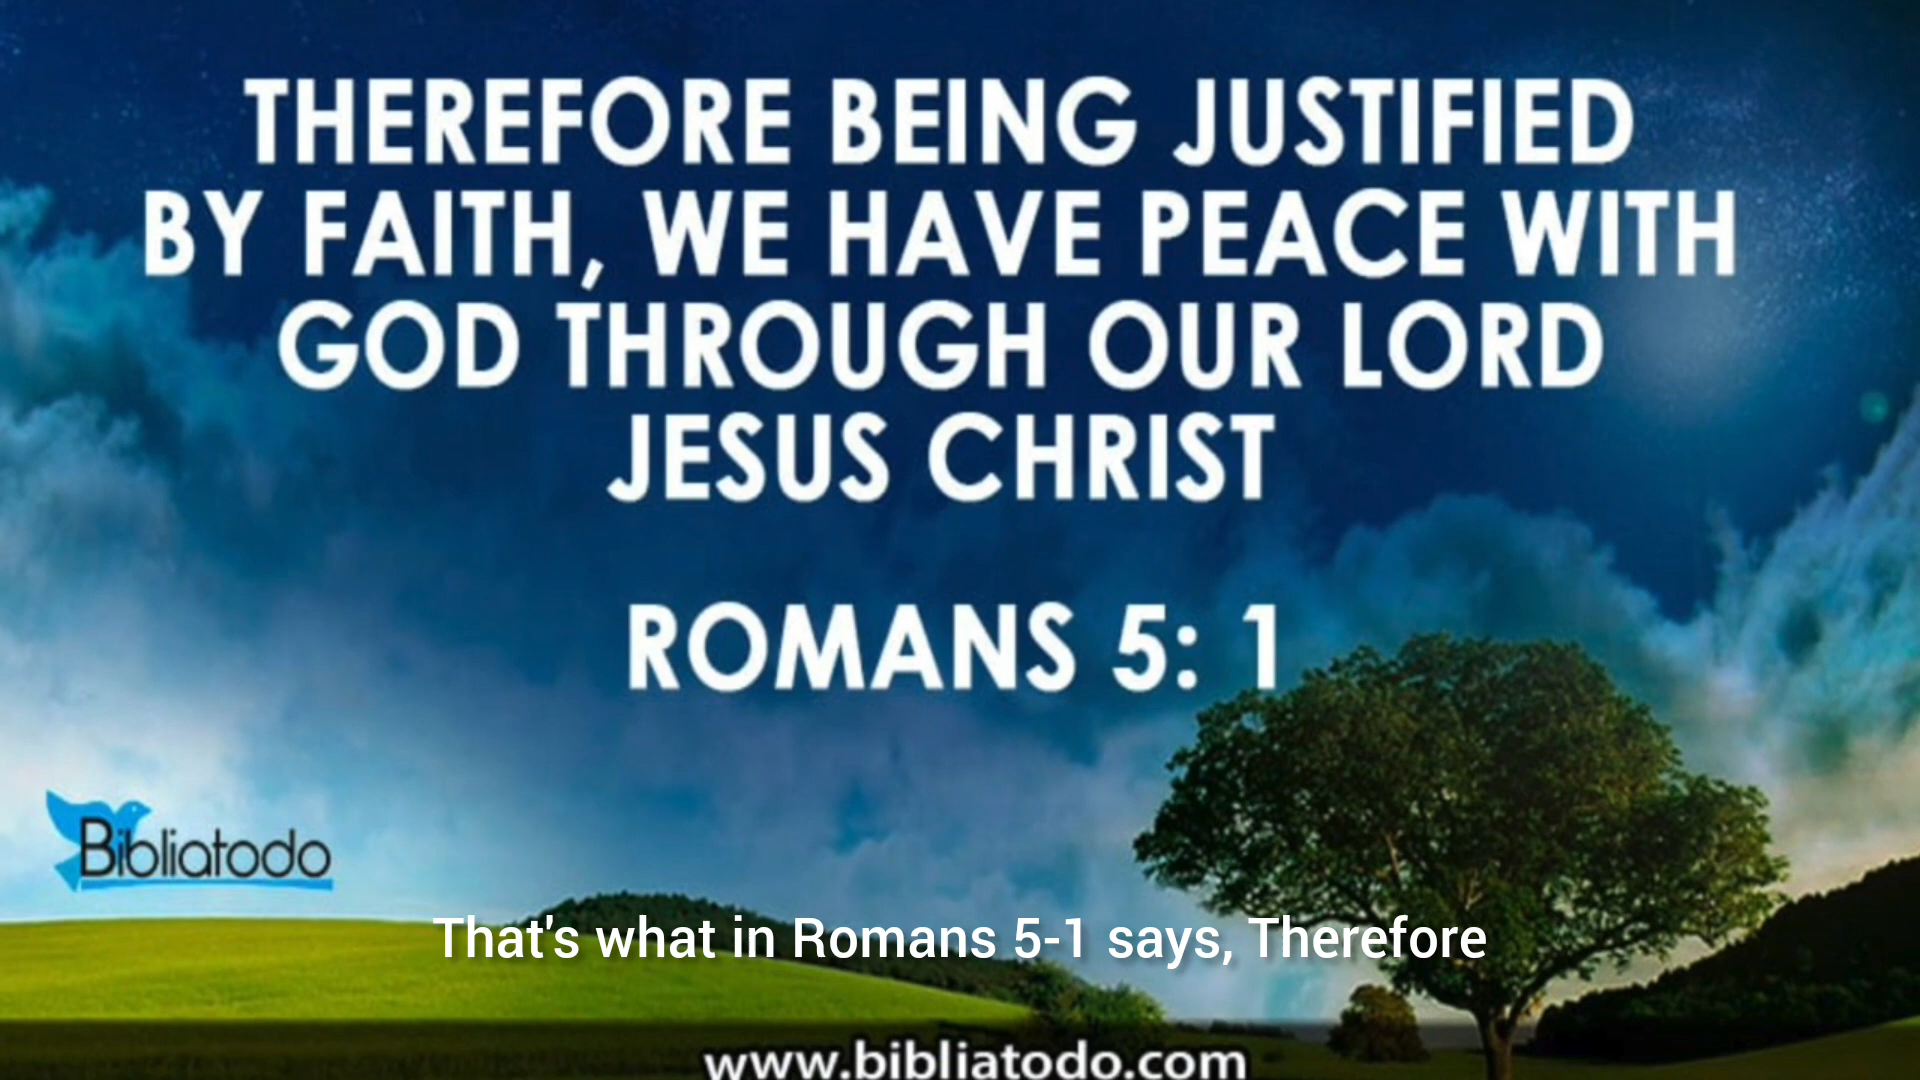 THEREFORE BEING JUSTIFIED
BY FAITH, WE HAVE PEACE WITH
GOD THROUGH OUR LORD
JESUS CHRIST
ROMANS 5: 1
Bibliatodo
That's what in Romans 5-1 says, Therefore
www.bibliatodo.com